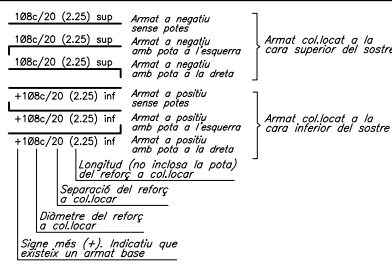 1Ø8c/20 (2.25) sup
Armat a negatiu
sense potes
1Ø8c/20 (2.25) sup
Armat a negatiu
amb pota a l'esquerra
1Ø8c/20 (2.25) sup
Armat a negatiu
amb pota a la dreta
Armat col.locat a la
cara superior del sostre
+1Ø8c/20 (2.25) inf
Armat a positiu
sense potes
+1Ø8c/20 (2.25) inf
Armat a positiu
amb pota a l'esquerra
+1Ø8c/20 (2.25) inf
Armat a positiu
amb pota a la dreta
Armat col.locat a la
cara inferior del sostre
Longitud (no inclosa la pota)
del reforç a col.locar
Separació del reforç
a col.locar
Diàmetre del reforç
a col.locar
Signe més (+). Indicatiu que
existeix un armat base